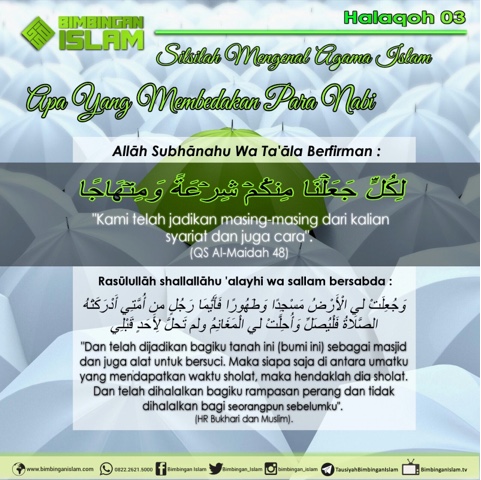 BIMBINGAN
ISLAM
Halaqoh 03
Silsilah Mengenal Agama Islam
Apa Yang Membedakan Para Nabi
Allāh Subhānahu Wa Ta'āla Berfirman :
لِكُلٍّ جَعَلْنَا مِنكُمْ شِرْعَةً وَمِنْهَاجًا
"Kami telah jadikan masing-masing dari kalian
syariat dan juga cara".
(QS Al-Maidah 48)
Rasūlullāh shallallāhu 'alayhi wa sallam bersabda :
وَجُعِلَتْ لِي الْأَرْضُ مَسْجِدًا وَطَهُورًا فَأَيُّمَا رَجُلٍ مِن أُمَّتِي أَدْرَكَتْهُ
الصَّلَاةُ فَلْيُصَلِّ وَأُحِلَّتْ لِي الْمَغَانِمُ وَلَم تَحلَّ لِأَحَدٍ قَبْلِي
"Dan telah dijadikan bagiku tanah ini (bumi ini) sebagai masjid
dan juga alat untuk bersuci. Maka siapa saja di antara umatku
yang mendapatkan waktu sholat, maka hendaklah dia sholat.
Dan telah dihalalkan bagiku rampasan perang dan tidak
dihalalkan bagi seorangpun sebelumku".
(HR Bukhari dan Muslim).
www.bimbinganislam.com
0822.2621.5000
Bimbingan Islam
Bimbingan_Islam
Bimbingan_islam
TausiyahBimbinganIslam
Bimbinganislam.tv